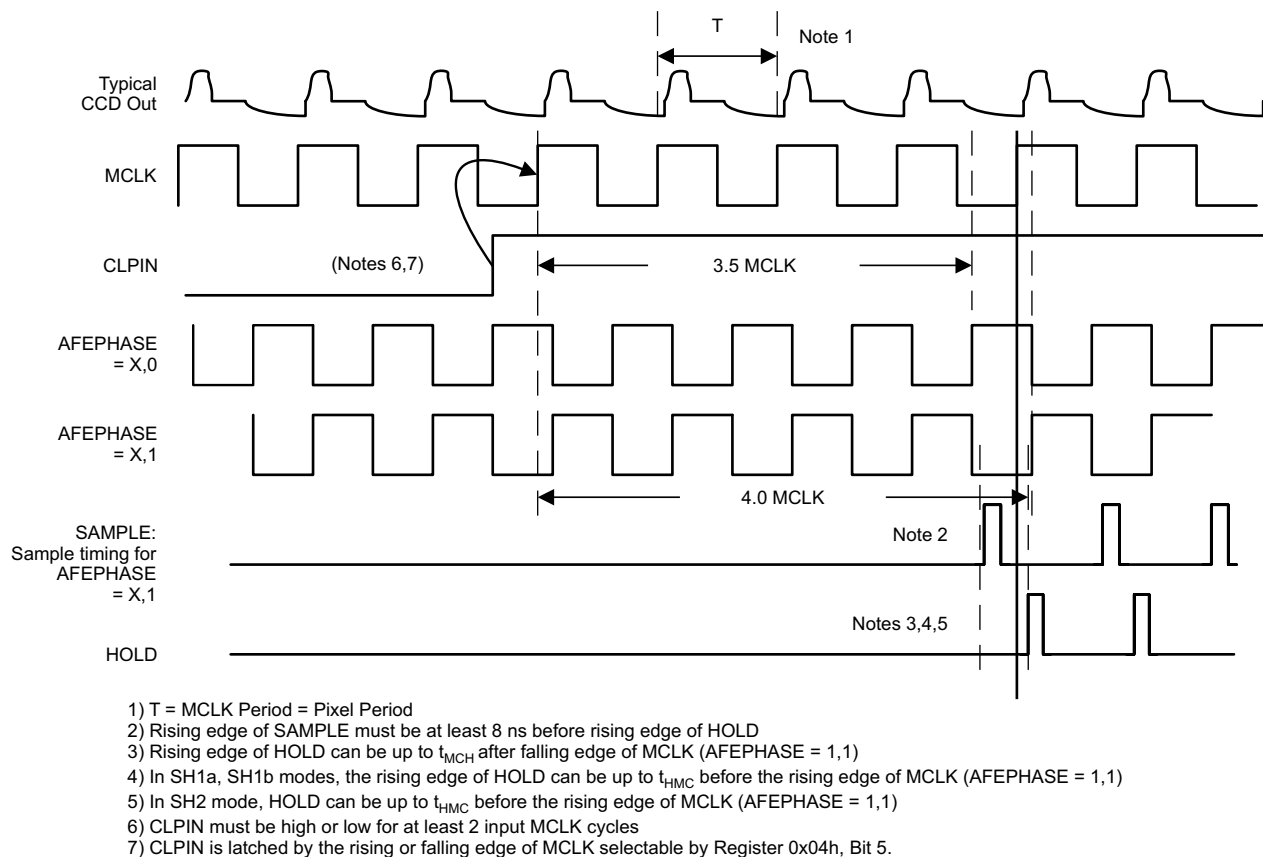 T
Note 1
Typical
CCD Out
MCLK
CLPIN
(Notes 6,7)
3.5 MCLK
AFEPHASE
= X,0
AFEPHASE
= X,1
4.0 MCLK
SAMPLE:
Sample timing for
AFEPHASE
= X,1
Note 2
Notes 3,4,5
HOLD
1) T = MCLK Period = Pixel Period
2) Rising edge of SAMPLE must be at least 8 ns before rising edge of HOLD
3) Rising edge of HOLD can be up to tMCH after falling edge of MCLK (AFEPHASE = 1,1)
4) In SH1a, SH1b modes, the rising edge of HOLD can be up to tHMC before the rising edge of MCLK (AFEPHASE = 1,1)
5) In SH2 mode, HOLD can be up to tHMC before the rising edge of MCLK (AFEPHASE = 1,1)
6) CLPIN must be high or low for at least 2 input MCLK cycles
7) CLPIN is latched by the rising or falling edge of MCLK selectable by Register 0x04h, Bit 5.